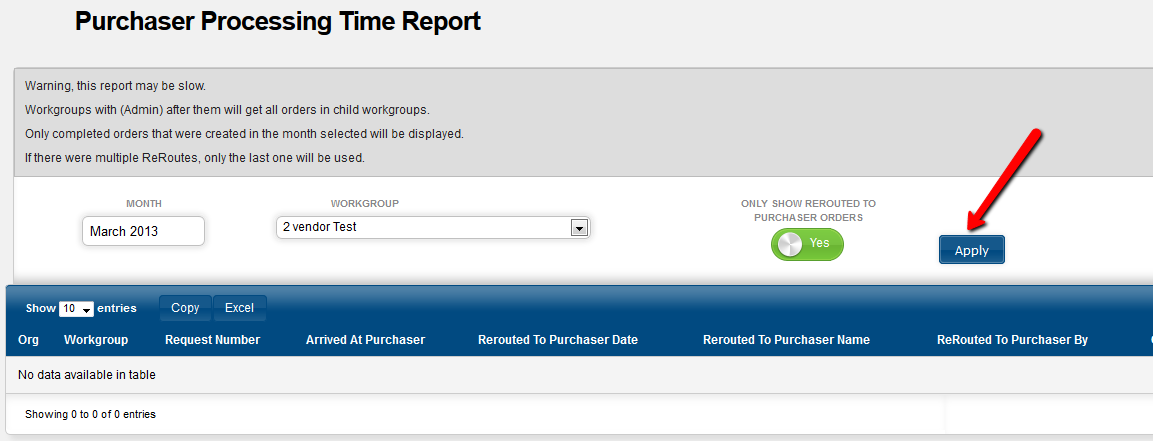 Purchaser Processing Time Report
Warning, this report may be slow.
Workgroups with (Admin) after them will get all orders in child workgroups.
Only completed orders that were created in the month selected will be displayed.
If there were multiple ReRoutes, only the last one will be used.
MONTH
March 2013
WORKGROUP
2 vendor Test
ONLY SHOW REROUTED TO
PURCHASER ORDERS
Yes
Apply
Show 10 entries Copy Excel
Org Workgroup Request Number Arrived At Purchaser Rerouted To Purchaser Date Rerouted To Purchaser Name ReRouted To Purchaser By
No data available in table
Showing 0 to 0 of 0 entries